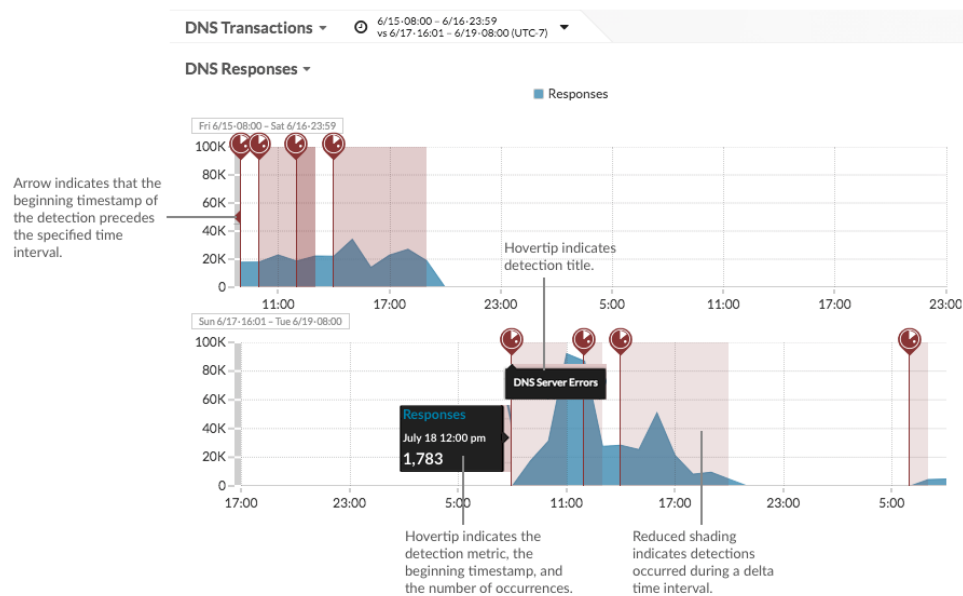 DNS Transactions
6/15-08:00 – 6/16-23:59
vs 6/17-16:01 – 6/19-08:00 (UTC-7)
DNS Responses
Responses
Fri 6/15-08:00 – Sat 6/16-23:59
100K
80K
60K
40K
20K
0
11:00 17:00 23:00 5:00 11:00 17:00 23:00
Arrow indicates that the
beginning timestamp of
the detection precedes
the specified time
interval.
Hovertip indicates
detection title.
Sun 6/17-16:01 – Tue 6/19-08:00
100K
80K
60K
40K
20K
0
DNS Server Errors
Responses
July 18 12:00 pm
1,783
17:00 23:00 5:00 11:00 17:00 23:00 5:00
Hovertip indicates the
detection metric, the
beginning timestamp, and
the number of occurrences.
Reduced shading
indicates detections
occurred during a delta
time interval.